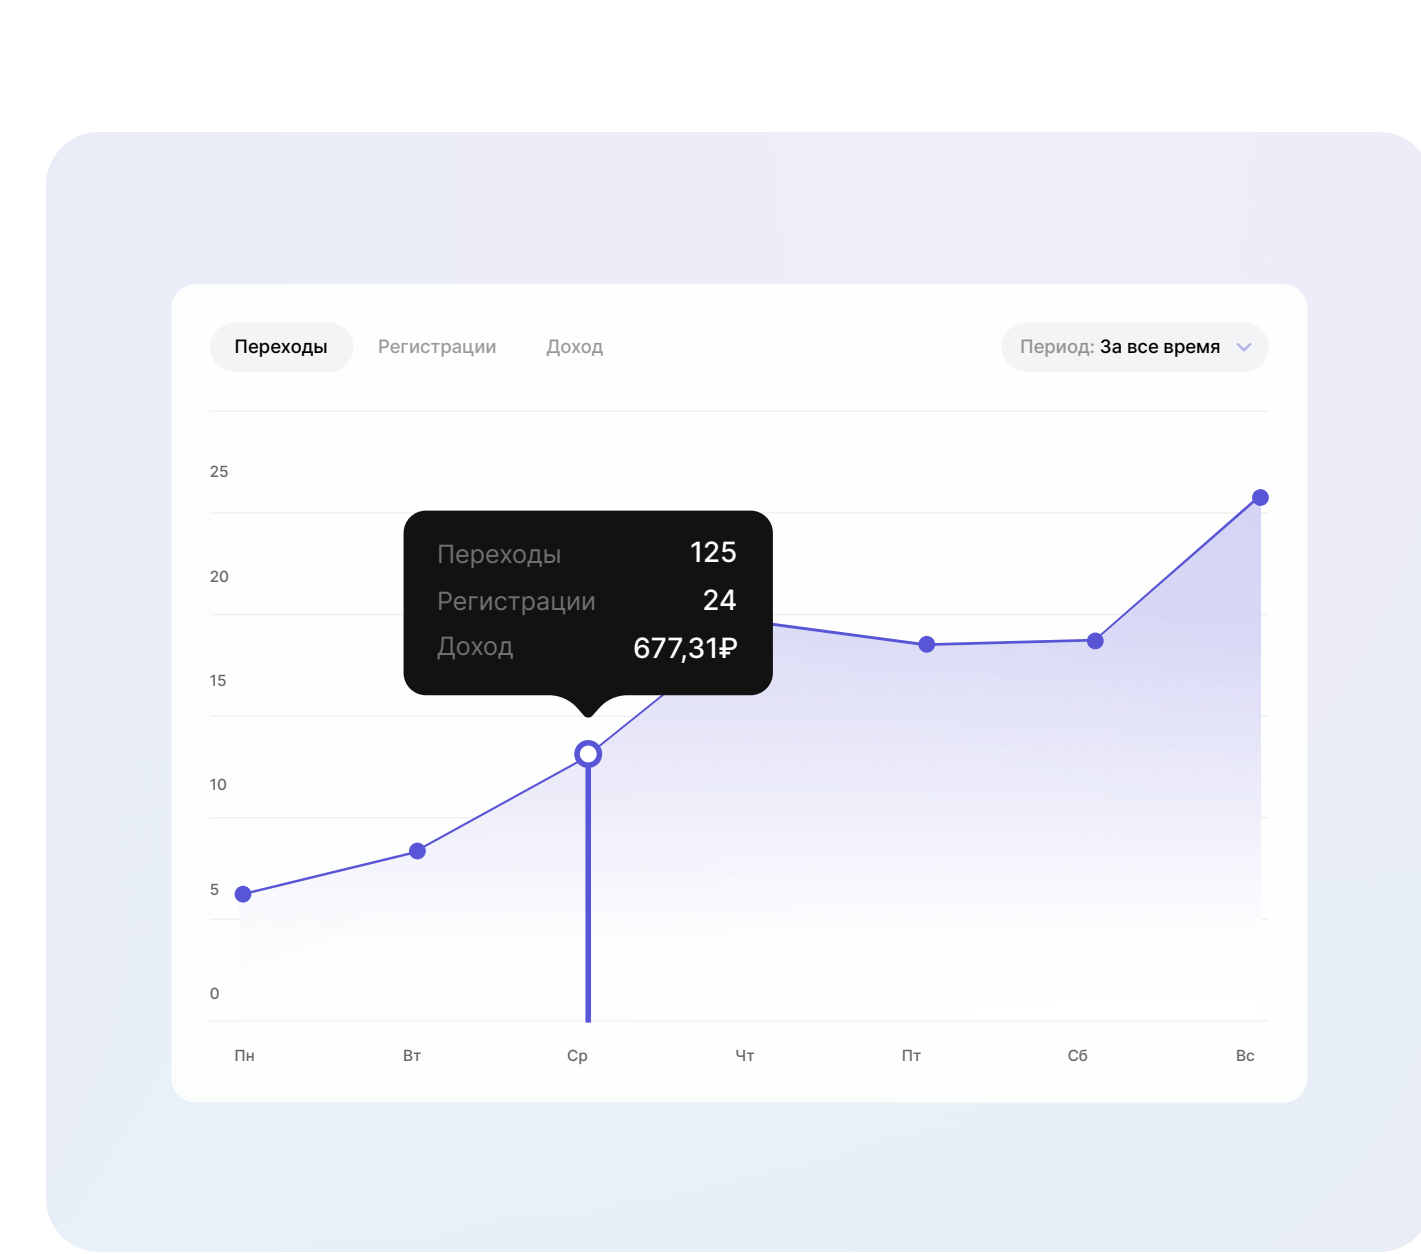 Переходы Регистрации Доход Период: За все время
25
20
15
10
5
0
Переходы 125
Регистрации 24
Доход 677,31₽
Пн Вт Ср Чт Пт Сб Вс